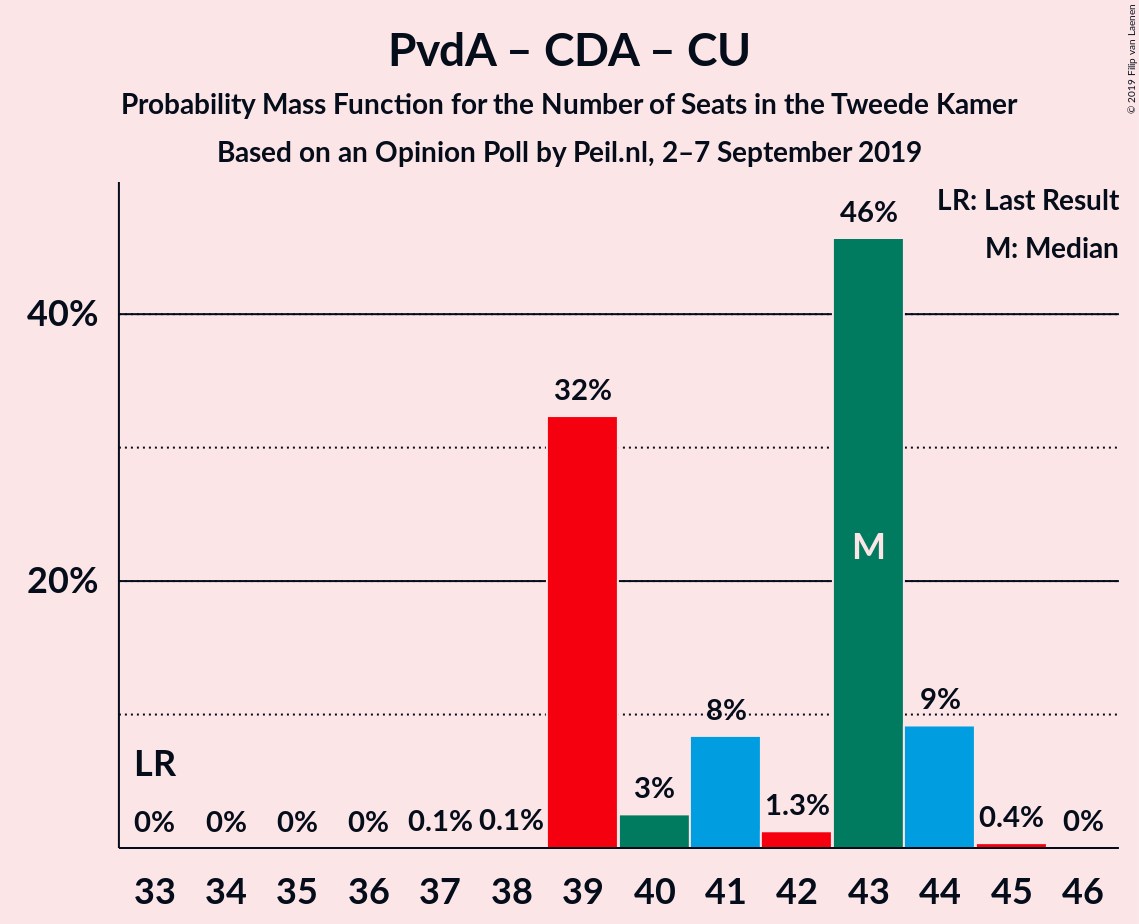 PvdA – CDA – CU
Probability Mass Function for the Number of Seats in the Tweede Kamer
Based on an Opinion Poll by Peil.nl, 2–7 September 2019
© 2019 Filip van Laenen
LR: Last Result
M: Median
46%
40%
32%
M
20%
9%
8%
LR
3%
1.3%
0% 0% 0% 0% 0.1% 0.1% 0.4% 0%
33 34 35 36 37 38 39 40 41 42 43 44 45 46